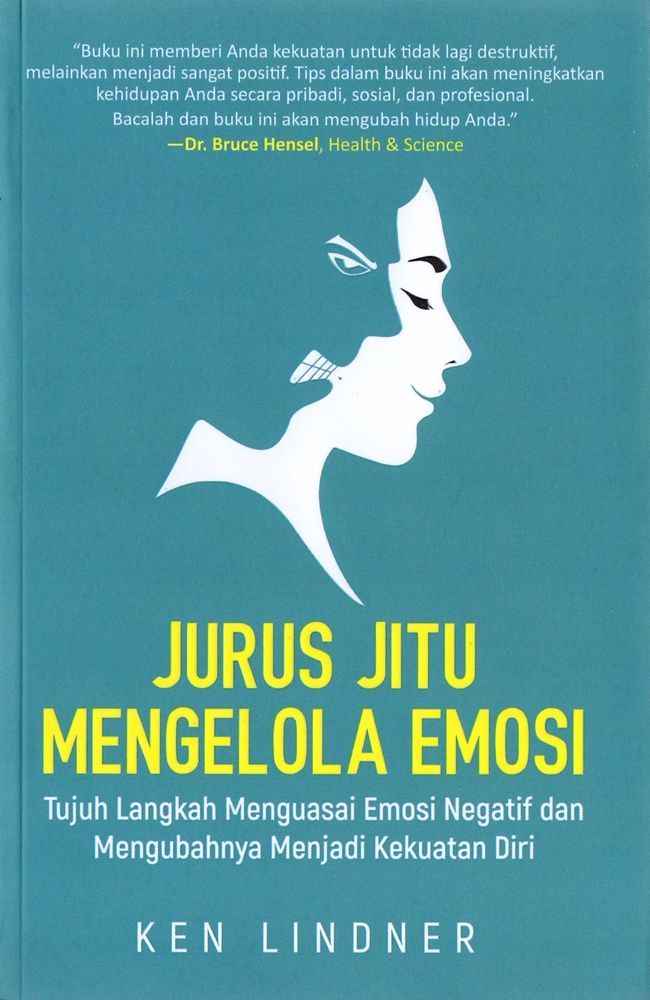 “Buku ini memberi Anda kekuatan untuk tidak lagi destruktif,
melainkan menjadi sangat positif. Tips dalam buku ini akan meningkatkan
kehidupan Anda secara pribadi, sosial, dan profesional.
Bacalah dan buku ini akan mengubah hidup Anda.”
—Dr. Bruce Hensel, Health & Science
JURUS JITU
MENGELOLA EMOSI
Tujuh Langkah Menguasai Emosi Negatif dan
Mengubahnya Menjadi Kekuatan Diri
KEN LINDNER